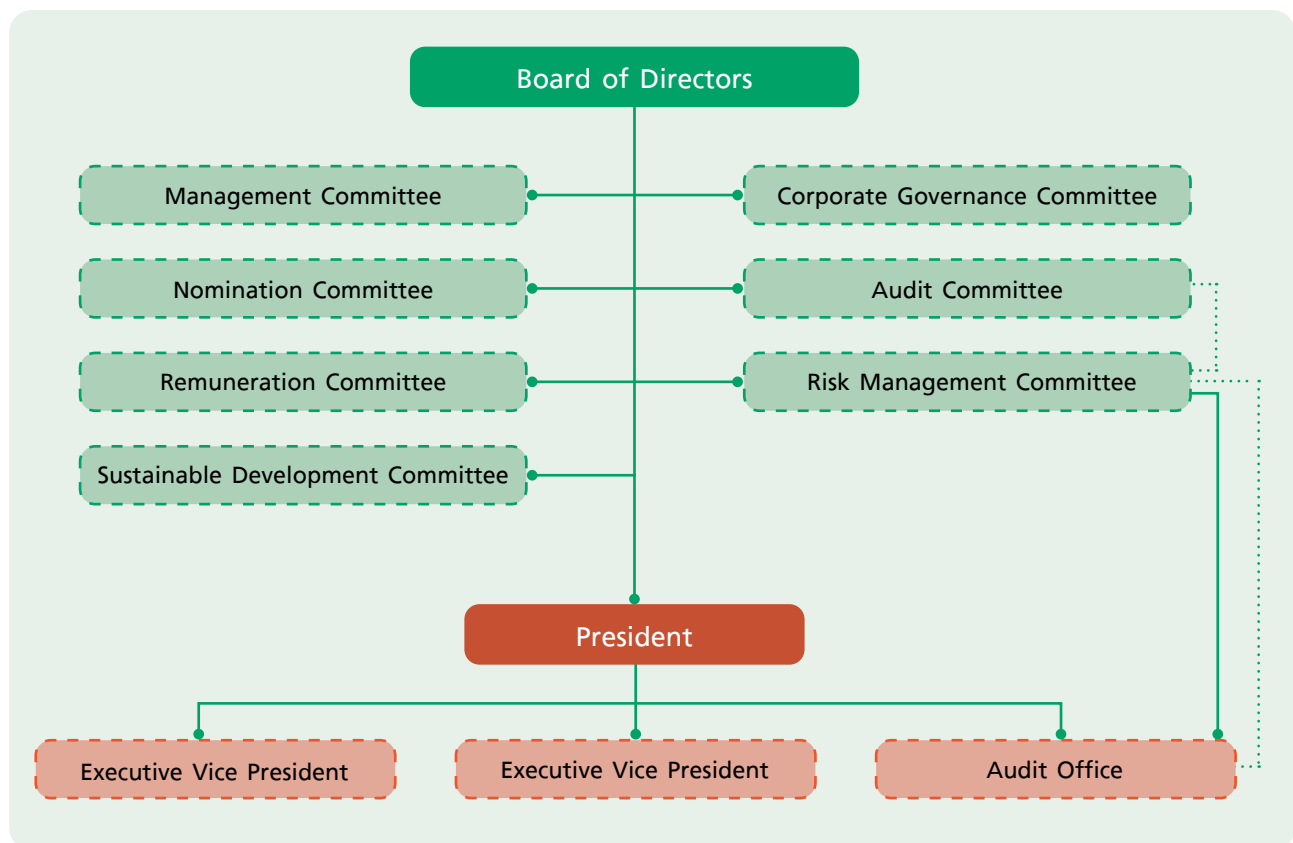 Board of Directors
Management Committee
Corporate Governance Committee
Nomination Committee
Audit Committee
Remuneration Committee
Risk Management Committee
Sustainable Development Committee
President
Executive Vice President
Executive Vice President
Audit Office